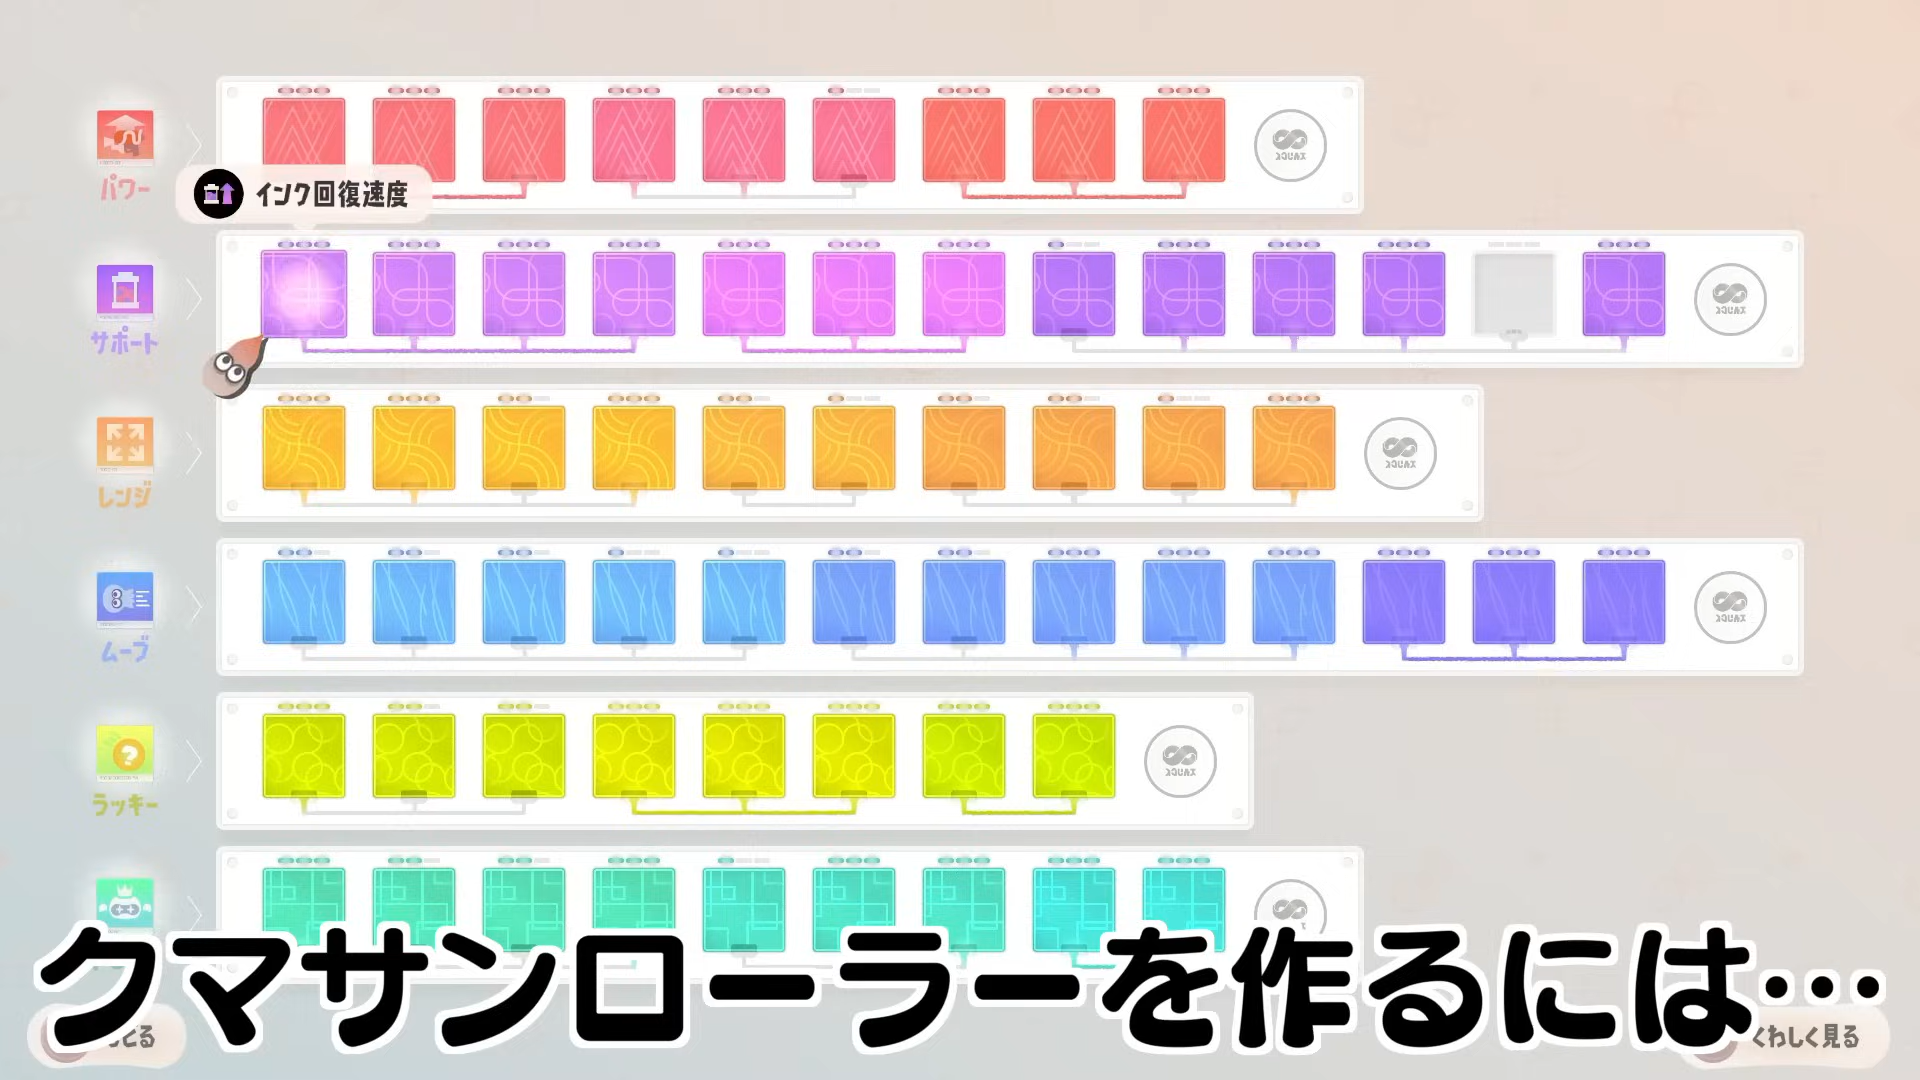 パワー
インク回復速度
サポート
レンジ
ムーブ
ラッキー
クマサンローラーを作るには…
くわしく見る